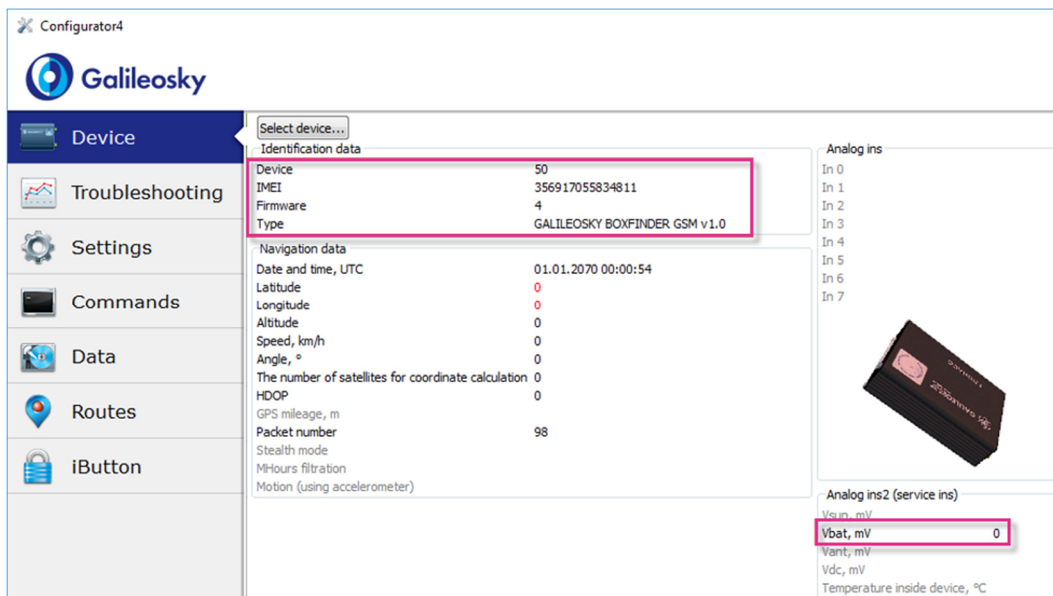 Configurator4
Galileosky
Device
Troubleshooting
Settings
Commands
Data
Routes
iButton
Select device...
Identification data
Device 50
IMEI 356917055834811
Firmware 4
Type GALILEOSKY BOXFINDER GSM v1.0
Navigation data
Date and time, UTC 01.01.2070 00:00:54
Latitude 0
Longitude 0
Altitude 0
Speed, km/h 0
Angle, ° 0
The number of satellites for coordinate calculation 0
HDOP 0
GPS mileage, m
Packet number 98
Stealth mode
MHours filtration
Motion (using accelerometer)
Analog ins
In 0
In 1
In 2
In 3
In 4
In 5
In 6
In 7
Analog ins2 (service ins)
Vsup, mV
Vbat, mV 0
Vant, mV
Vdc, mV
Temperature inside device, °C